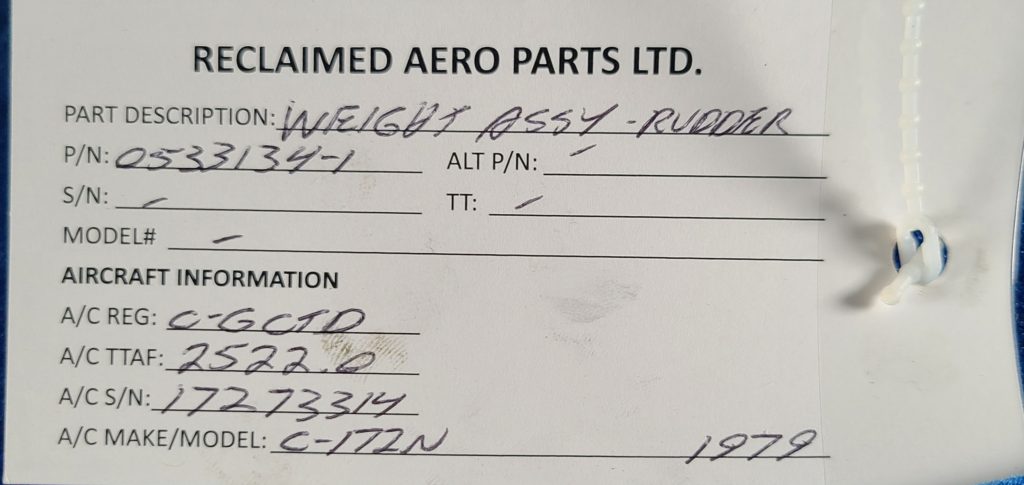 RECLAIMED AERO PARTS LTD.
PART DESCRIPTION: WEIGHT ASSY - RUDDER
P/N: 0533134-1 ALT P/N: -
S/N: - TT: -
MODEL# -
AIRCRAFT INFORMATION
A/C REG: C-GCTD
A/C TTAF: 2522.0
A/C S/N: 17273314
A/C MAKE/MODEL: C-172N 1979